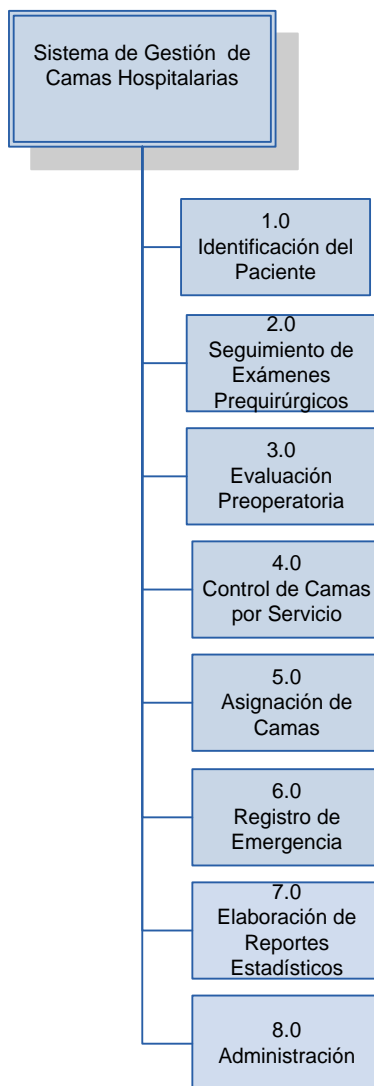 Sistema de Gestión de
Camas Hospitalarias
1.0
Identificación del
Paciente
2.0
Seguimiento de
Exámenes
Prequirúrgicos
3.0
Evaluación
Preoperatoria
4.0
Control de Camas
por Servicio
5.0
Asignación de
Camas
6.0
Registro de
Emergencia
7.0
Elaboración de
Reportes
Estadísticos
8.0
Administración